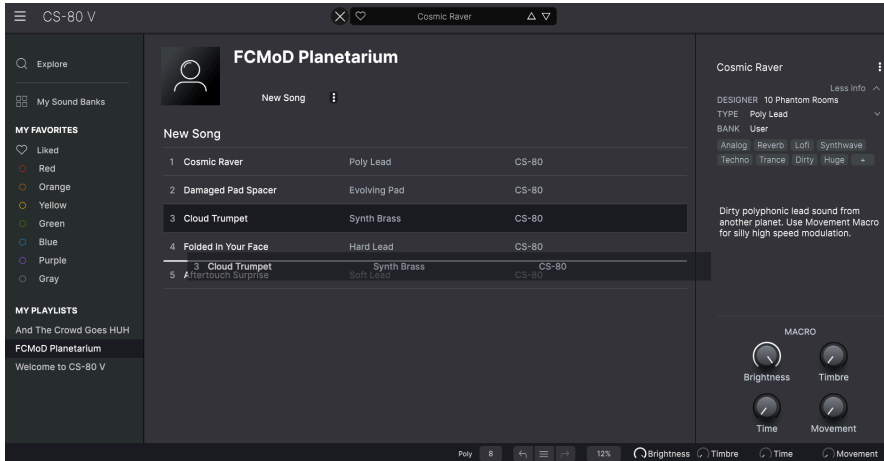 CS-80 V
Cosmic Raver
Explore
My Sound Banks
MY FAVORITES
Liked
Red
Orange
Yellow
Green
Blue
Purple
Gray
MY PLAYLISTS
And The Crowd Goes HUH
FCMoD Planetarium
Welcome to CS-80 V
FCMoD Planetarium
New Song
New Song
1 Cosmic Raver Poly Lead CS-80
2 Damaged Pad Spacer Evolving Pad CS-80
3 Cloud Trumpet Synth Brass CS-80
4 Folded In Your Face Hard Lead CS-80
3 Cloud Trumpet Synth Brass CS-80
5 Aftertouch Surprise Soft Lead CS-80
Cosmic Raver
Less info
DESIGNER 10 Phantom Rooms
TYPE Poly Lead
BANK User
Analog Reverb Lofi Synthwave
Techno Trance Dirty Huge +
Dirty polyphonic lead sound from
another planet. Use Movement Macro
for silly high speed modulation.
MACRO
Brightness Timbre
Time Movement
Poly 8 12% Brightness Timbre Time Movement